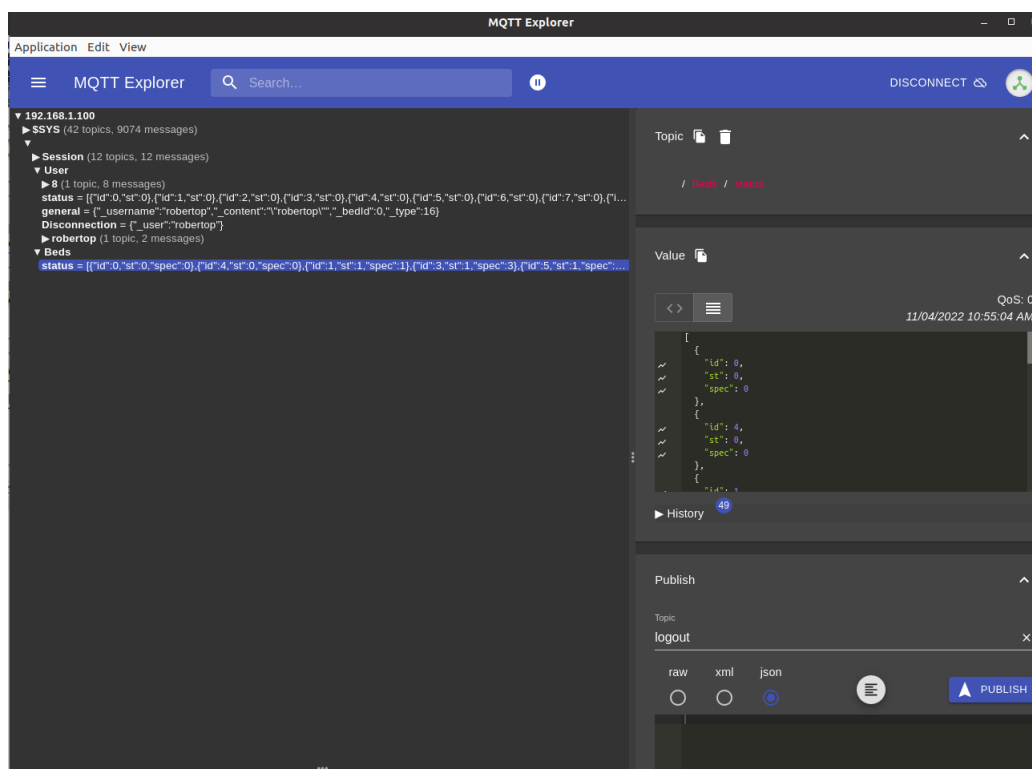 MQTT Explorer
Application Edit View
MQTT Explorer
Search...
DISCONNECT
▼ 192.168.1.100
▶ $SYS (42 topics, 9074 messages)
▼
▶ Session (12 topics, 12 messages)
▼ User
▶ 8 (1 topic, 8 messages)
status = [{"id":0,"st":0},{"id":1,"st":0},{"id":2,"st":0},{"id":3,"st":0},{"id":4,"st":0},{"id":5,"st":0},{"id":6,"st":0},{"id":7,"st":0},{"i...
general = {"_username":"robertop","_content":"\"robertop\"","_bedId":0,"_type":16}
Disconnection = {"_user":"robertop"}
▶ robertop (1 topic, 2 messages)
▼ Beds
status = [{"id":0,"st":0,"spec":0},{"id":4,"st":0,"spec":0},{"id":1,"st":1,"spec":1},{"id":3,"st":1,"spec":3},{"id":5,"st":1,"spec":...
Topic
/ Beds / status
Value
QoS: 0
11/04/2022 10:55:04 AM
[
{
"id": 0,
"st": 0,
"spec": 0
},
{
"id": 4,
"st": 0,
"spec": 0
},
{
"id": 1
▶ History 49
Publish
Topic
logout
raw xml json
PUBLISH